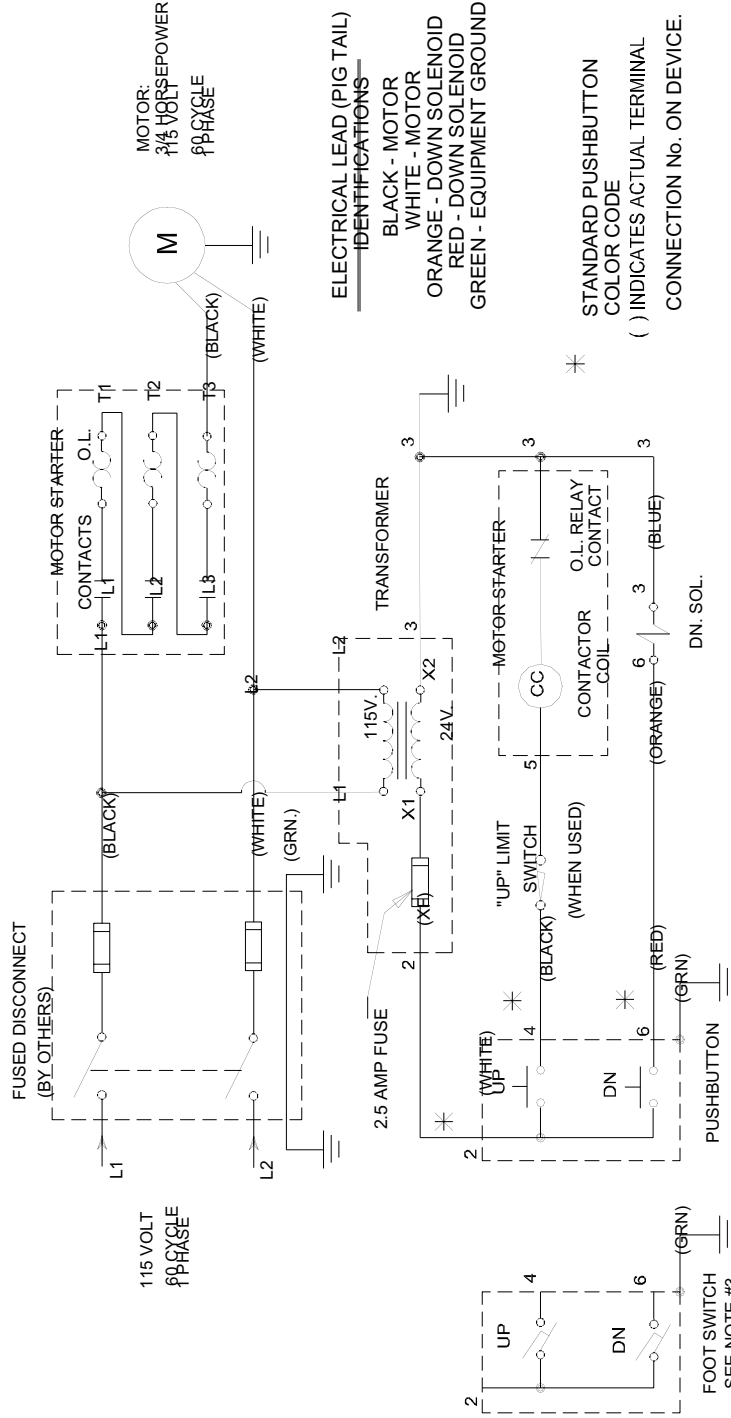 MOTOR:
3/4 HORSEPOWER
115 VOLT
60 CYCLE
1 PHASE
FUSED DISCONNECT
(BY OTHERS)
115 VOLT
60 CYCLE
1 PHASE
L1
L2
(BLACK)
(WHITE)
(GRN.)
L2
MOTOR STARTER
CONTACTS
O.L.
L1
L1
T1
L2
T2
L3
T3
(BLACK)
(WHITE)
M
ELECTRICAL LEAD (PIG TAIL)
IDENTIFICATIONS
BLACK - MOTOR
WHITE - MOTOR
ORANGE - DOWN SOLENOID
RED - DOWN SOLENOID
GREEN - EQUIPMENT GROUND
TRANSFORMER
L1
L2
115V.
24V.
X1
X2
3
3
2.5 AMP FUSE
(XF)
2
"UP" LIMIT
SWITCH
(WHEN USED)
MOTOR STARTER
5
CC
CONTACTOR
COIL
O.L. RELAY
CONTACT
3
(WHITE)
2
UP
4
(BLACK)
DN
6
(RED)
(GRN)
PUSHBUTTON
(ORANGE)
6
3
(BLUE)
3
DN. SOL.
STANDARD PUSHBUTTON
COLOR CODE
( ) INDICATES ACTUAL TERMINAL
CONNECTION No. ON DEVICE.
2
UP
4
DN
6
(GRN)
FOOT SWITCH
SEE NOTE #3